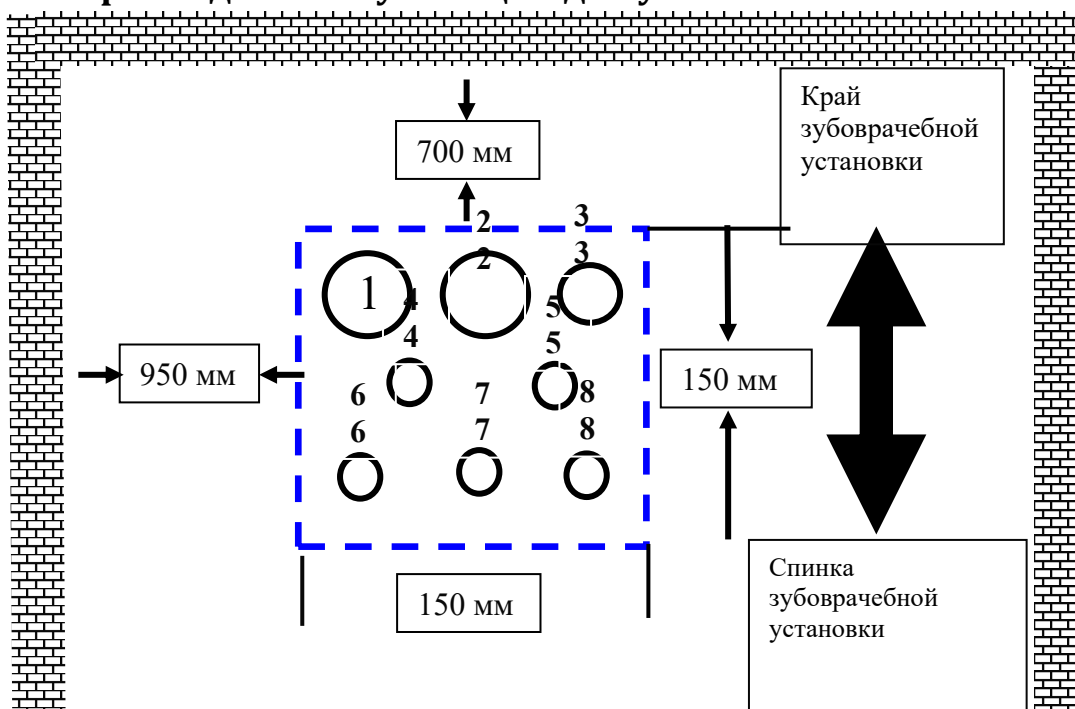 700 мм
Край
зубоврачебной
установки
2
3
2
3
1
4
5
4
5
950 мм
150 мм
6
7
8
6
7
8
150 мм
Спинка
зубоврачебной
установки